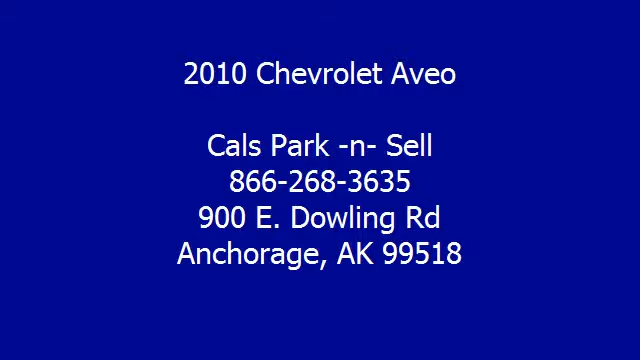 2010 Chevrolet Aveo
Cals Park -n- Sell
866-268-3635
900 E. Dowling Rd
Anchorage, AK 99518